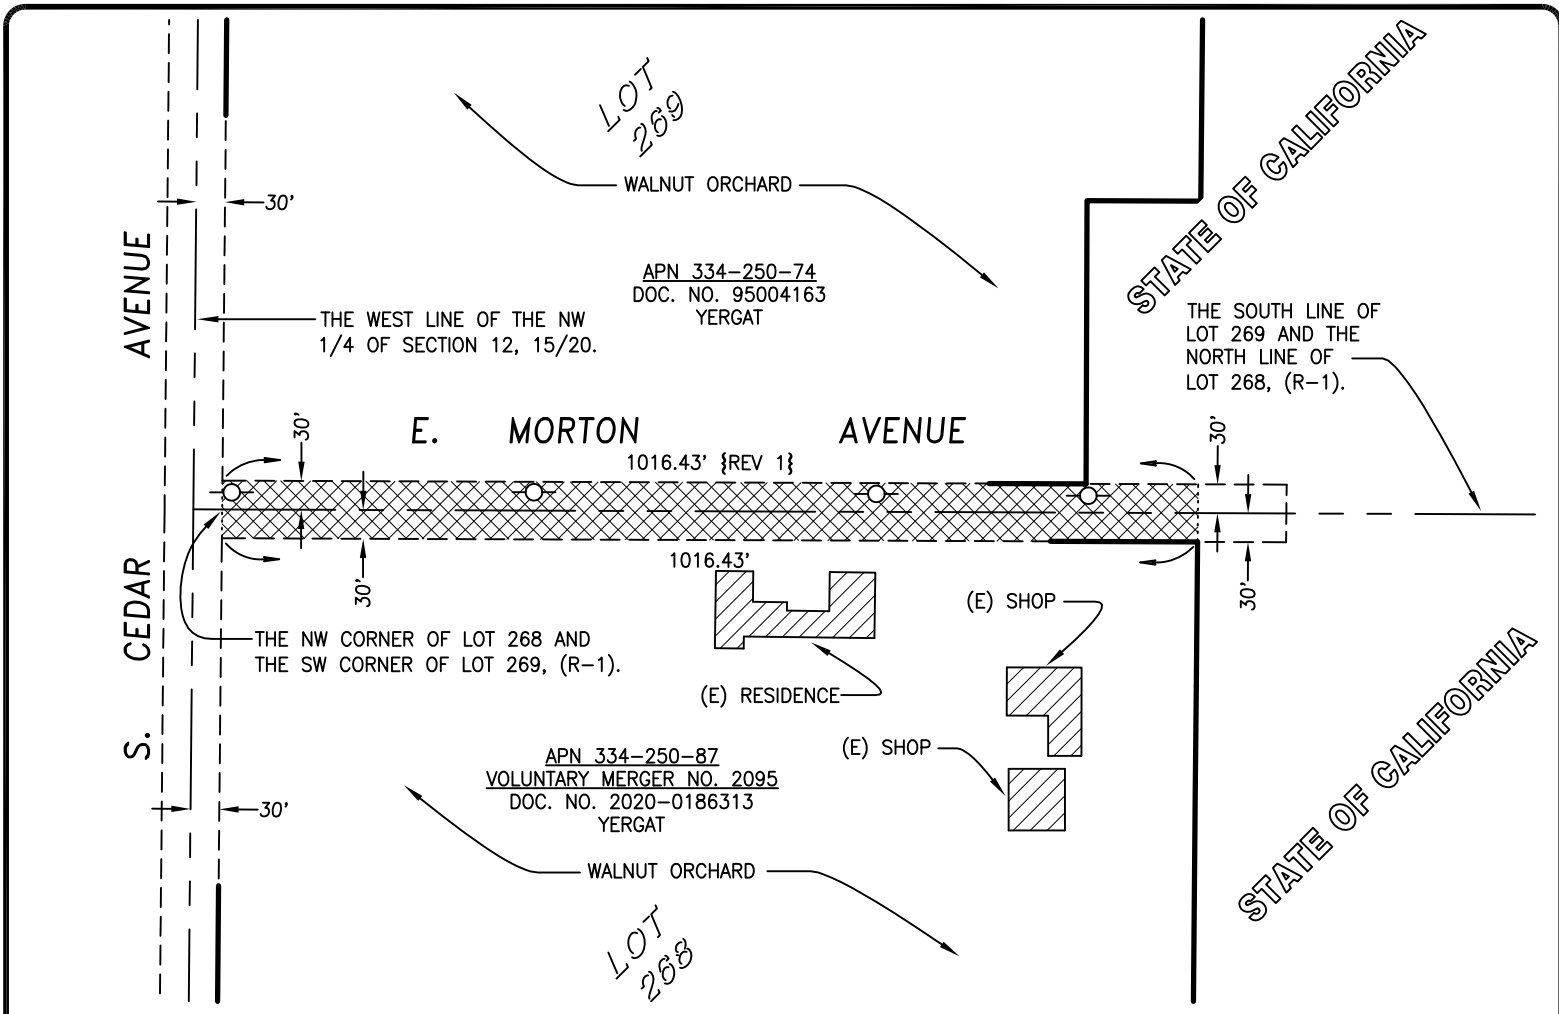 LOT
269
STATE OF CALIFORNIA
WALNUT ORCHARD
30'
AVENUE
APN 334-250-74
DOC. NO. 95004163
YERGAT
THE WEST LINE OF THE NW
1/4 OF SECTION 12, 15/20.
THE SOUTH LINE OF
LOT 269 AND THE
NORTH LINE OF
LOT 268, (R-1).
30'
E. MORTON AVENUE
30'
1016.43' {REV 1}
1016.43'
30'
30'
S. CEDAR
THE NW CORNER OF LOT 268 AND
THE SW CORNER OF LOT 269, (R-1).
(E) SHOP
(E) RESIDENCE
(E) SHOP
STATE OF CALIFORNIA
APN 334-250-87
VOLUNTARY MERGER NO. 2095
DOC. NO. 2020-0186313
YERGAT
30'
WALNUT ORCHARD
LOT
268